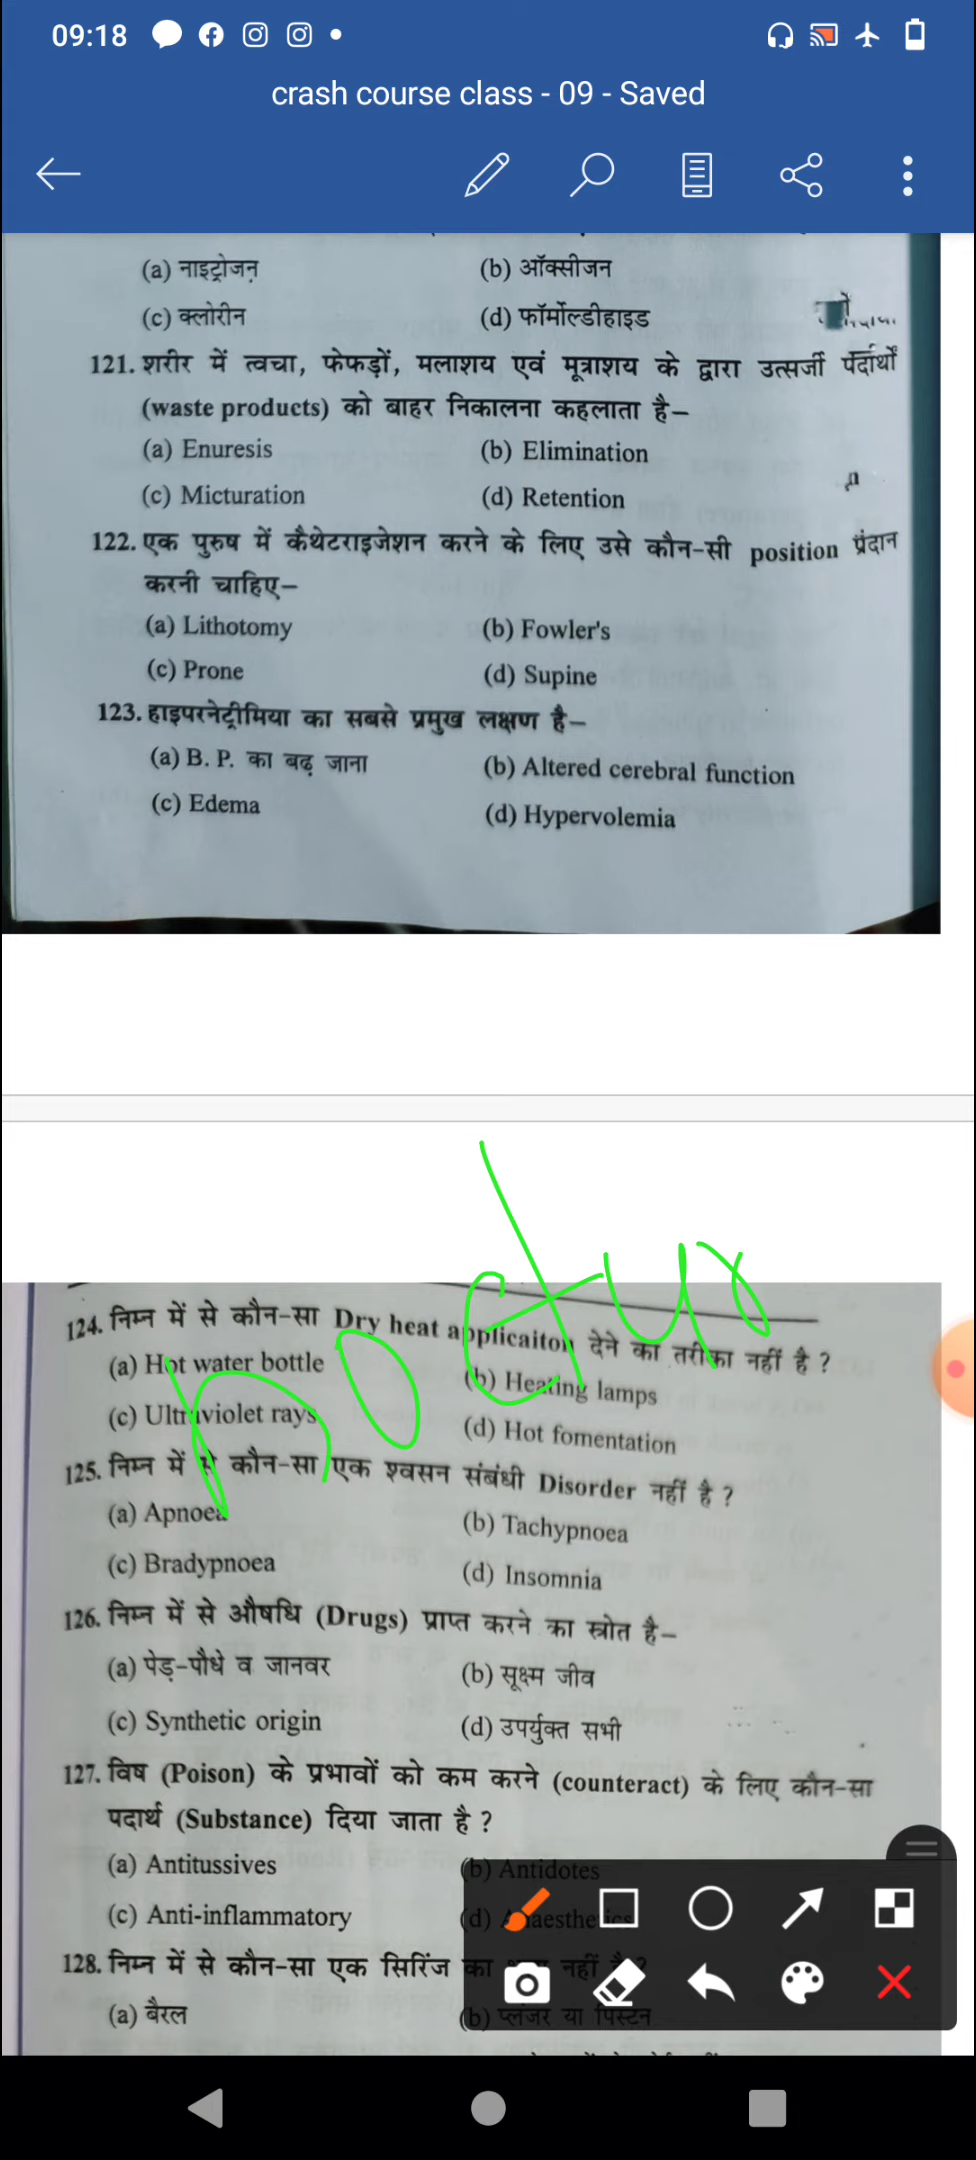 09:18
crash course class - 09 - Saved
(a) नाइट्रोजन (b) ऑक्सीजन
(c) क्लोरीन (d) फॉर्मोल्डीहाइड
121. शरीर में त्वचा, फेफड़ों, मलाशय एवं मूत्राशय के द्वारा उत्सर्जी पदार्थों
(waste products) को बाहर निकालना कहलाता है–
(a) Enuresis (b) Elimination
(c) Micturation (d) Retention
122. एक पुरुष में कैथेटराइजेशन करने के लिए उसे कौन-सी position प्रदान
करनी चाहिए–
(a) Lithotomy (b) Fowler's
(c) Prone (d) Supine
123. हाइपरनेट्रीमिया का सबसे प्रमुख लक्षण है–
(a) B. P. का बढ़ जाना (b) Altered cerebral function
(c) Edema (d) Hypervolemia
124. निम्न में से कौन-सा Dry heat applicaiton देने का तरीका नहीं है ?
(a) Hot water bottle (b) Heating lamps
(c) Ultraviolet rays (d) Hot fomentation
125. निम्न में से कौन-सा एक श्वसन संबंधी Disorder नहीं है ?
(a) Apnoea (b) Tachypnoea
(c) Bradypnoea (d) Insomnia
126. निम्न में से औषधि (Drugs) प्राप्त करने का स्त्रोत है–
(a) पेड़-पौधे व जानवर (b) सूक्ष्म जीव
(c) Synthetic origin (d) उपर्युक्त सभी
127. विष (Poison) के प्रभावों को कम करने (counteract) के लिए कौन-सा
पदार्थ (Substance) दिया जाता है ?
(a) Antitussives (b) Antidotes
(c) Anti-inflammatory (d)
128. निम्न में से कौन-सा एक सिरिंज का नहीं
(a) बैरल (b) प्लंजर या पिस्टन